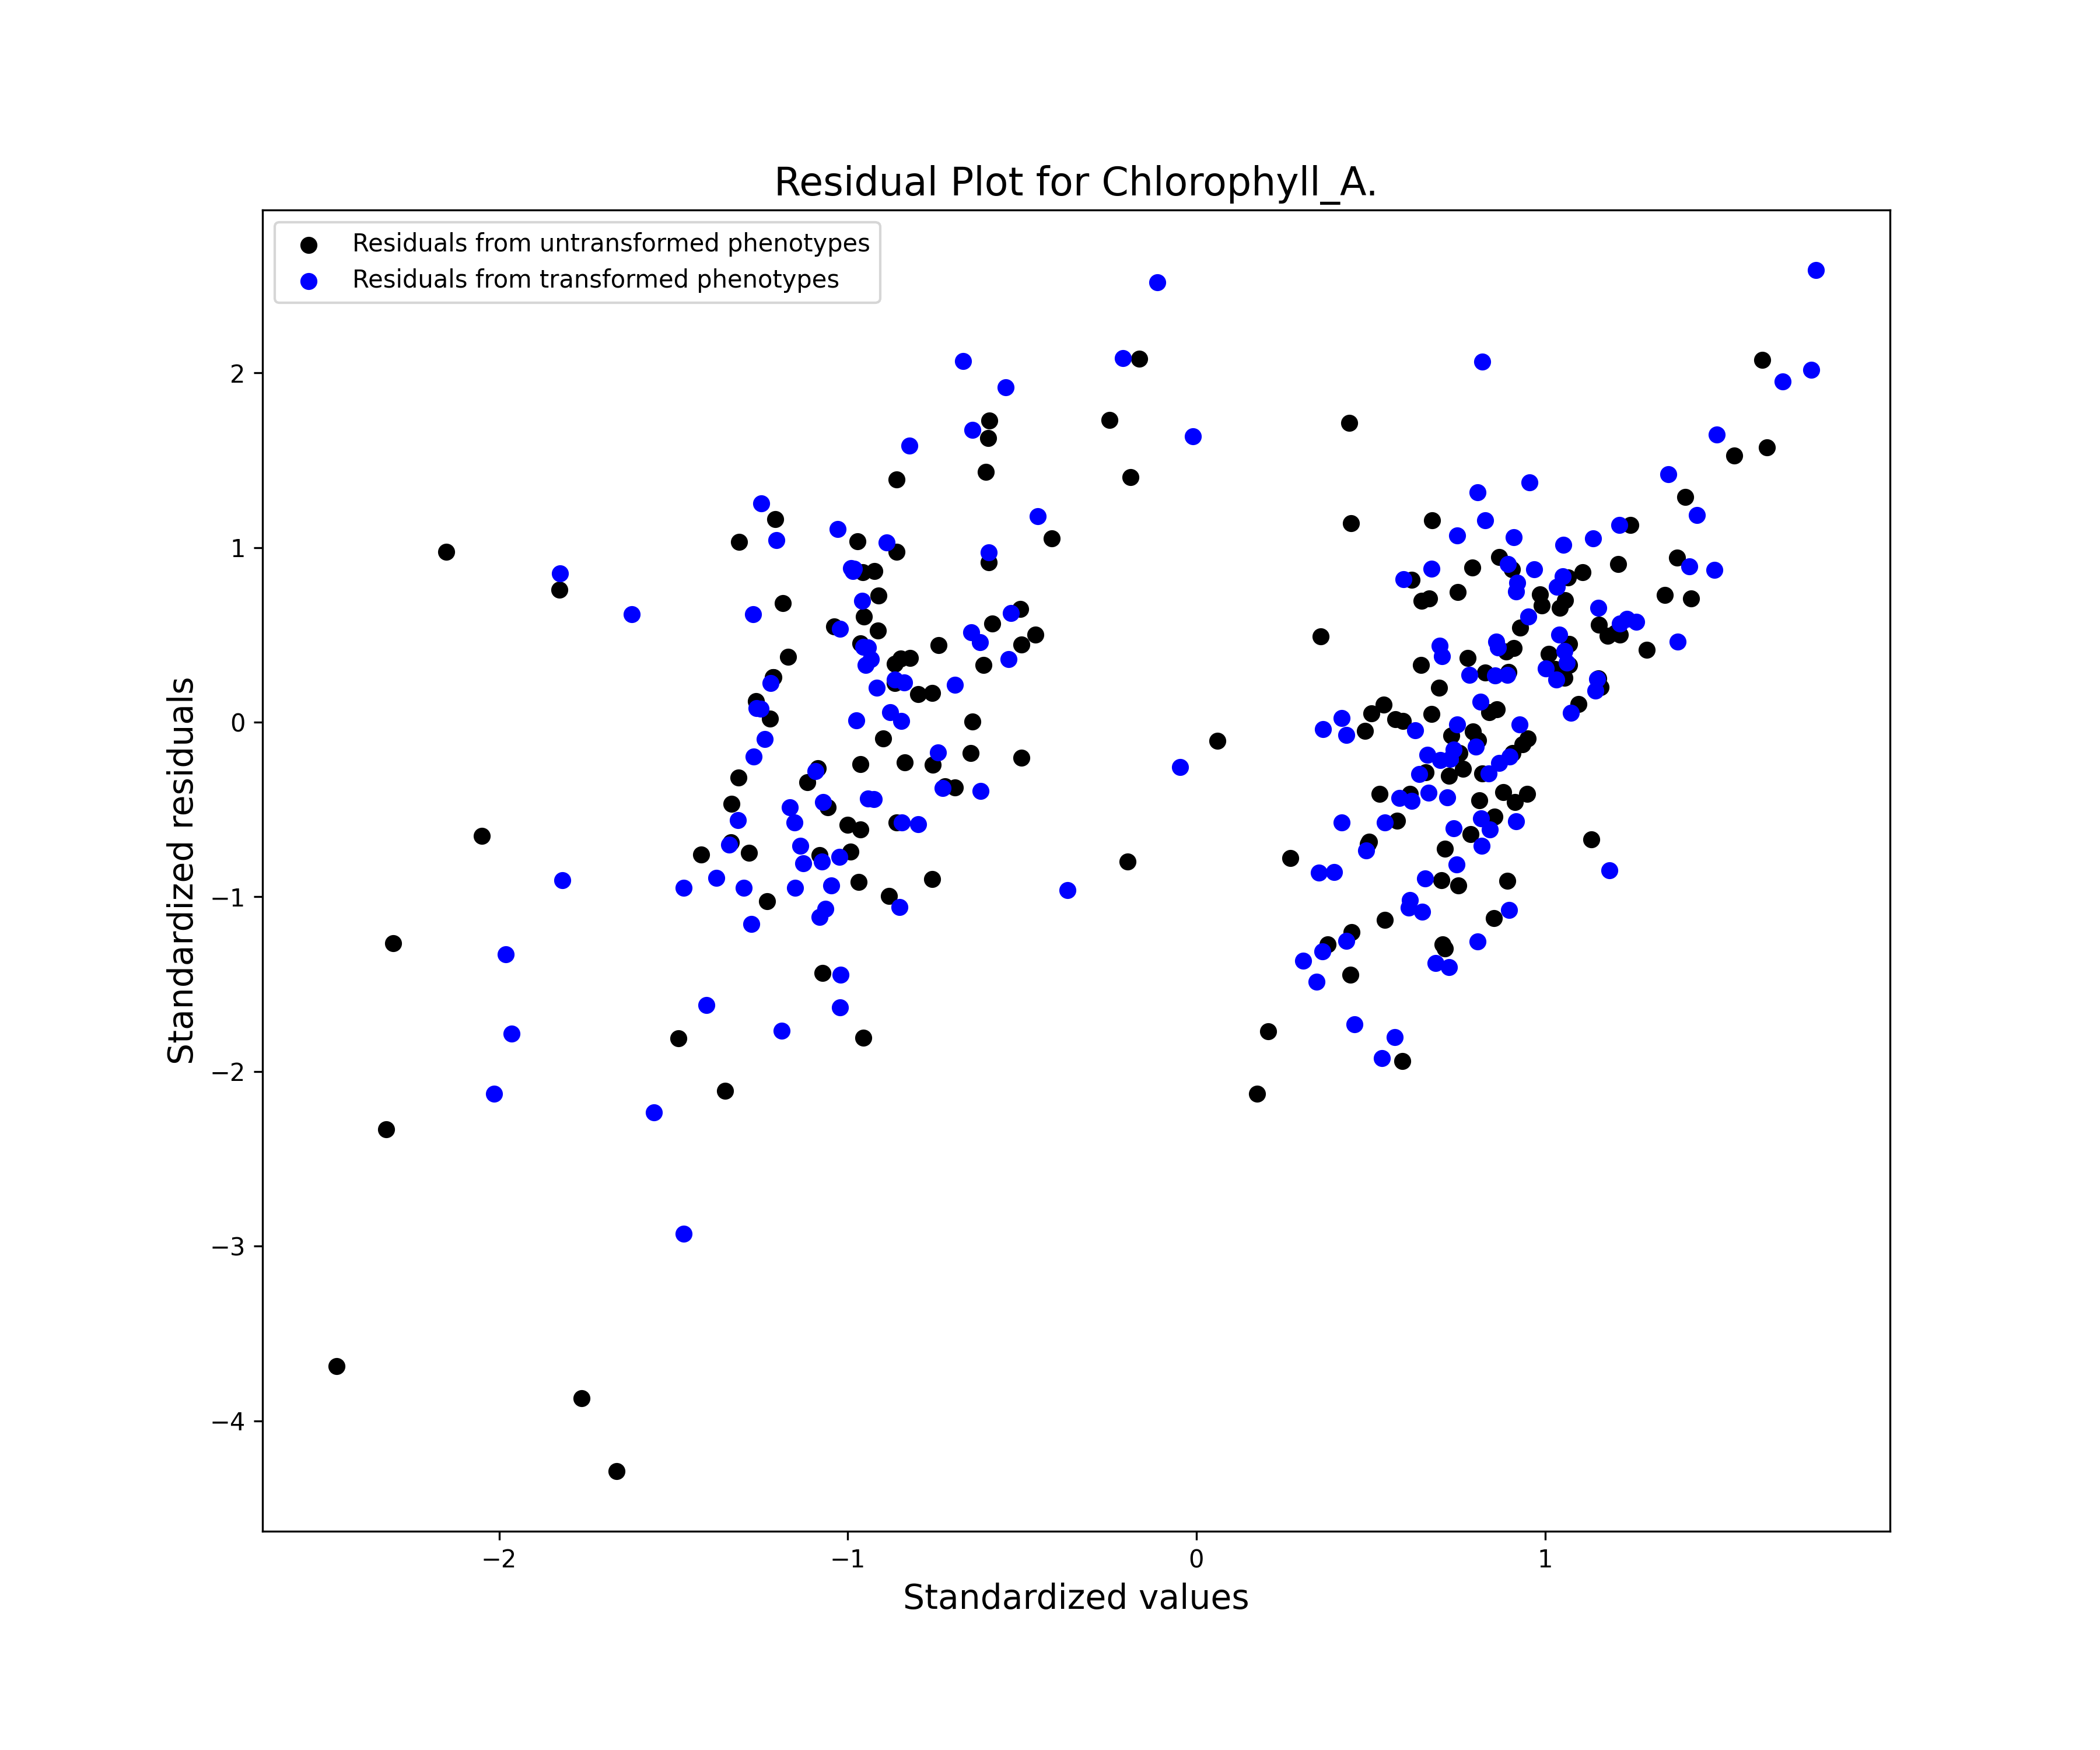 Residual Plot for Chlorophyll_A.
Residuals from untransformed phenotypes
Residuals from transformed phenotypes
Standardized residuals
2
1
0
−1
−2
−3
−4
−2
−1
0
1
Standardized values